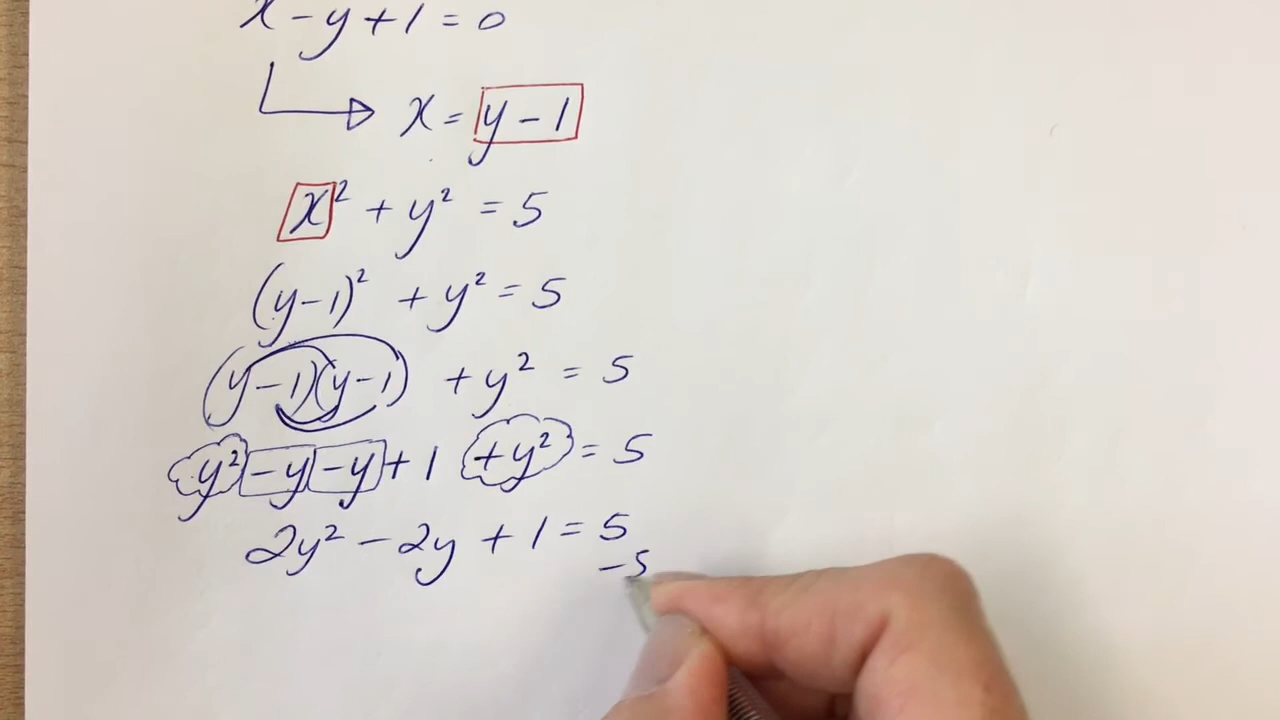 x - y + 1 = 0
x = y - 1
x² + y² = 5
(y-1)² + y² = 5
(y-1)(y-1) + y² = 5
y² - y - y + 1 + y² = 5
2y² - 2y + 1 = 5
-5